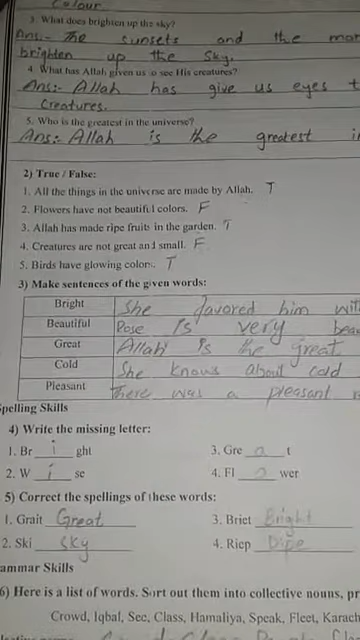 Colour
3. What does brighten up the sky?
Ans:- The sunsets and the
brighten up the sky.
4. What has Allah given us to see His creatures?
Ans:- Allah has give us eyes t
Creatures.
5. Who is the greatest in the universe?
Ans:- Allah is the greatest in
2) True / False:
1. All the things in the universe are made by Allah. T
2. Flowers have not beautiful colors. F
3. Allah has made ripe fruits in the garden. T
4. Creatures are not great and small. F
5. Birds have glowing colors. T
3) Make sentences of the given words:
Bright She favored him wit
Beautiful Rose is very beau
Great Allah is the great
Cold She knows about cold
Pleasant There was a pleasant
Spelling Skills
4) Write the missing letter:
1. Br i ght 3. Gre a t
2. W i se 4. Fl o wer
5) Correct the spellings of these words:
1. Grait Great 3. Briet Bright
2. Ski sky 4. Riep
ammar Skills
6) Here is a list of words. Sort out them into collective nouns, pr
Crowd, Iqbal, See, Class, Hamaliya, Speak, Fleet, Karach